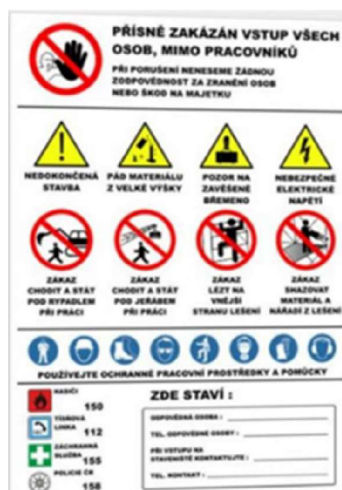 PŘÍSNĚ ZAKÁZÁN VSTUP VŠECH
OSOB, MIMO PRACOVNÍKŮ
PŘI PORUŠENÍ NENESEME ŽÁDNOU
ZODPOVĚDNOST ZA ZRANĚNÍ OSOB
NEBO ŠKOD NA MAJETKU
NEDOKONČENÁ
STAVBA
PÁD MATERIÁLU
Z VELKÉ VÝŠKY
POZOR NA
ZAVĚŠENÉ
BŘEMENO
NEBEZPEČNÉ
ELEKTRICKÉ
NAPĚTÍ
ZÁKAZ
CHODIT A STÁT
POD RYPADLEM
PŘI PRÁCI
ZÁKAZ
CHODIT A STÁT
POD JEŘÁBEM
PŘI PRÁCI
ZÁKAZ
LÉZT NA
VNĚJŠÍ
STRANU LEŠENÍ
ZÁKAZ
SHAZOVAT
MATERIÁL A
NÁŘADÍ Z LEŠENÍ
POUŽÍVEJTE OCHRANNÉ PRACOVNÍ PROSTŘEDKY A POMŮCKY
HASIČI
150
TÍSŇOVÁ
LINKA
112
ZÁCHRANNÁ
SLUŽBA
155
POLICIE ČR
158
ZDE STAVÍ :
ODPOVĚDNÁ OSOBA :
TEL. ODPOVĚDNÉ OSOBY :
PŘI VSTUPU NA
STAVENIŠTĚ KONTAKTUJTE :
TEL. KONTAKT :